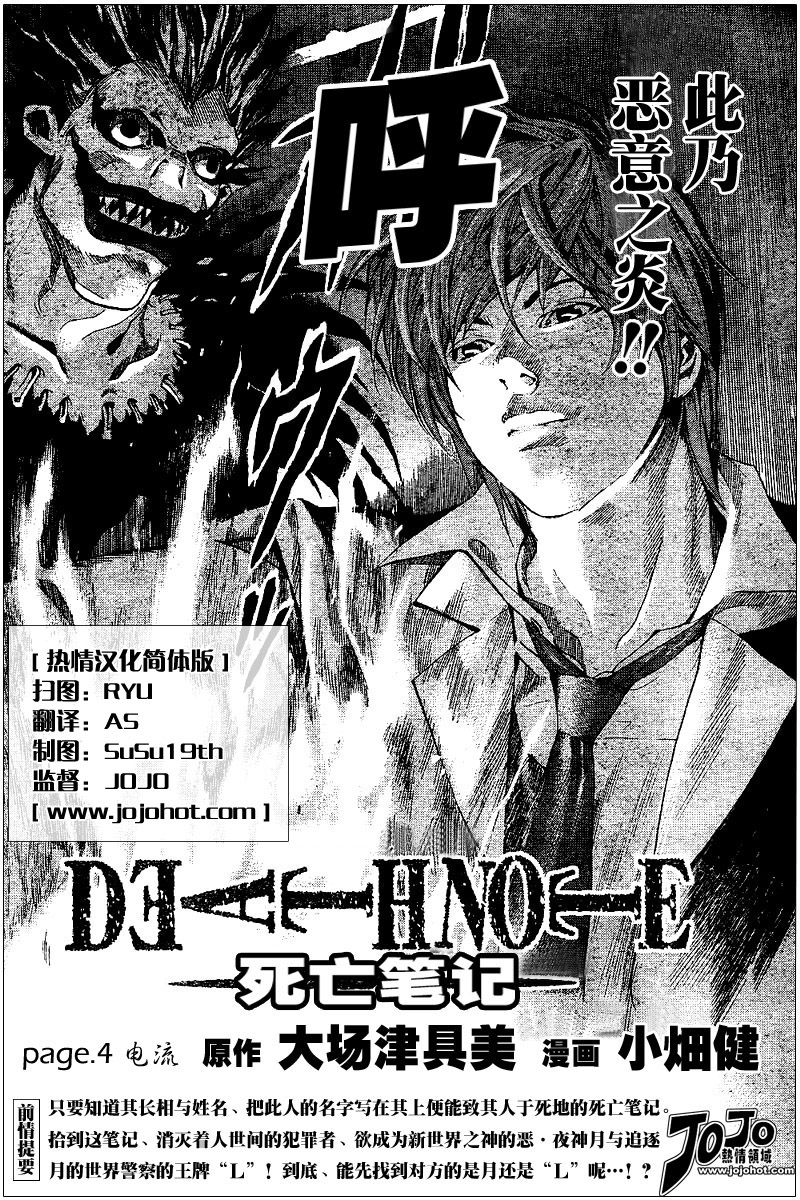 此乃
恶意之炎!!
呼
[ 热情汉化简体版 ]
扫图：RYU
翻译：AS
制图：SuSu19th
监督：JOJO
[ www.jojohot.com ]
DEATH NOTE
死亡笔记
page.4 电流 原作 大场津具美 漫画 小畑健
前情提要
只要知道其长相与姓名、把此人的名字写在其上便能致其人于死地的死亡笔记。
拾到这笔记、消灭着人世间的犯罪者、欲成为新世界之神的恶·夜神月与追逐
月的世界警察的王牌“L”！到底、能先找到对方的是月还是“L”呢…！？
JOJO
熱情領域
www.jojohot.com